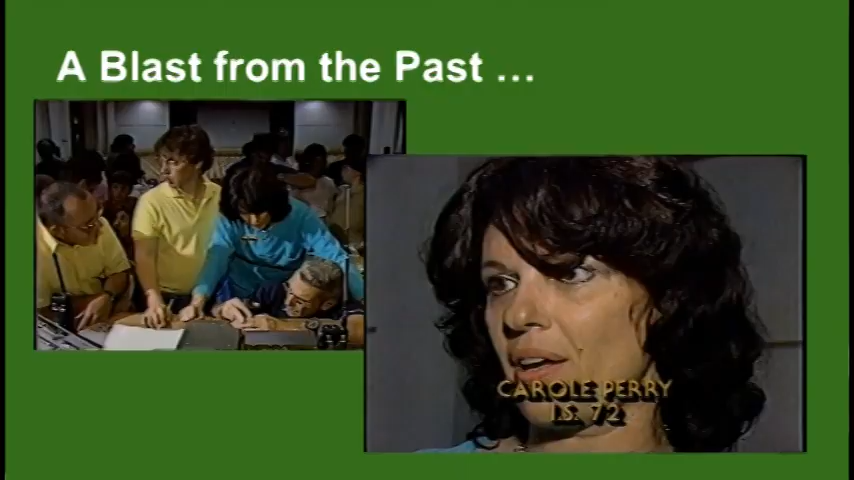 A Blast from the Past ...
CAROLE PERRY
I.S. 72